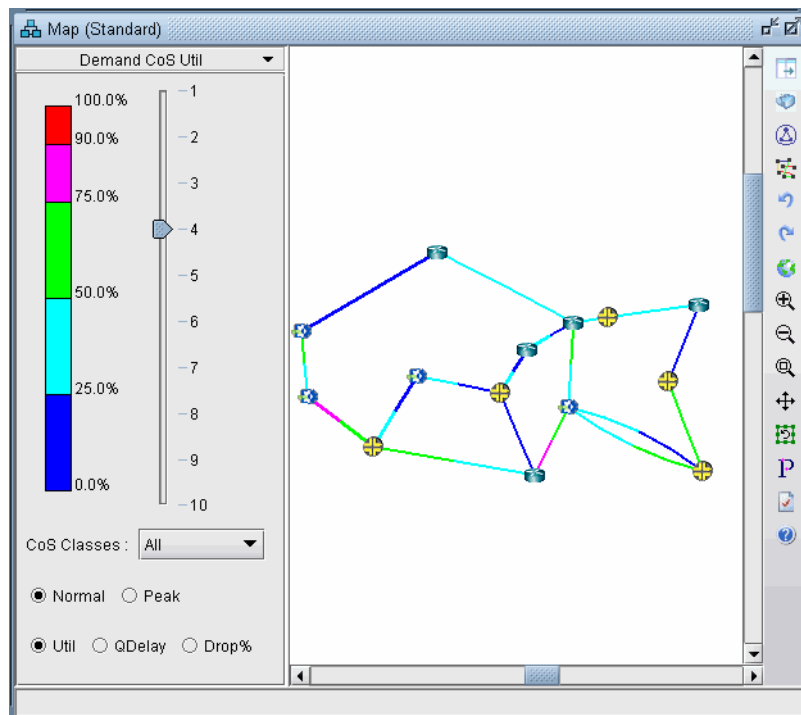 Map (Standard)
Demand CoS Util
100.0%
90.0%
75.0%
50.0%
25.0%
0.0%
1
2
3
4
5
6
7
8
9
10
CoS Classes :
All
Normal
Peak
Util
QDelay
Drop%
P
?